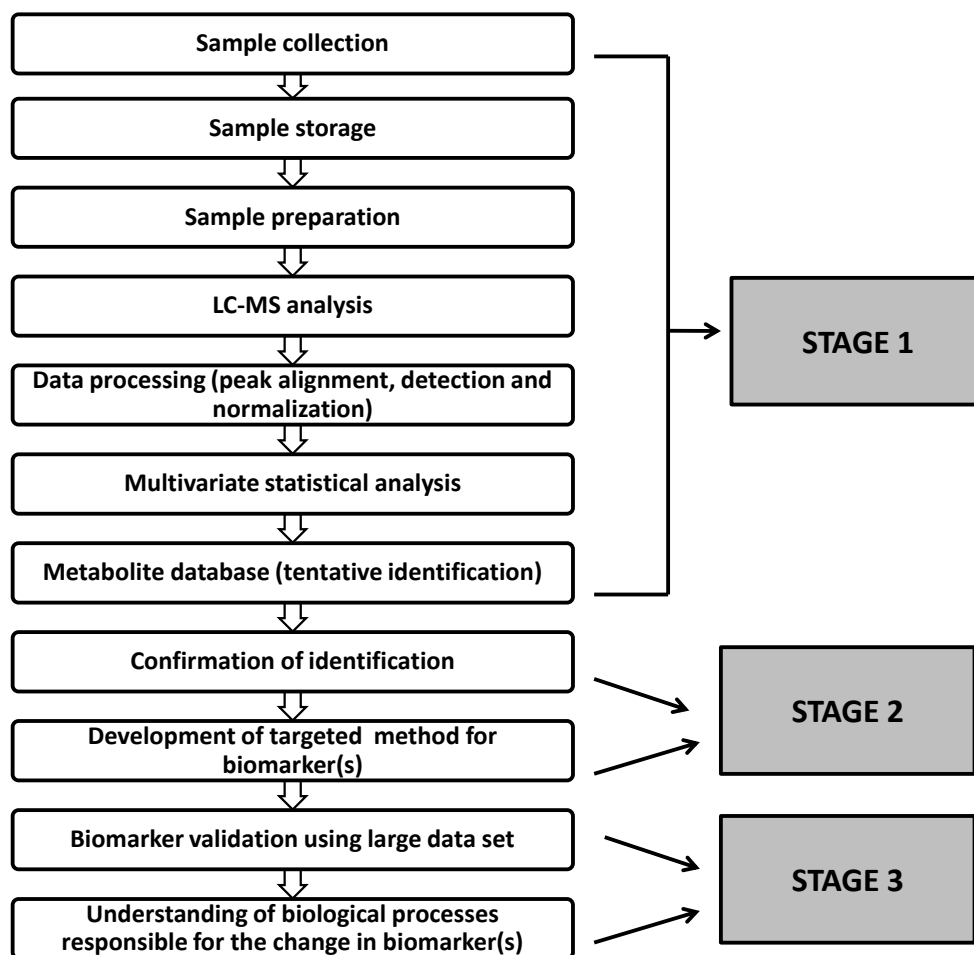 Sample collection
Sample storage
Sample preparation
LC-MS analysis
Data processing (peak alignment, detection and
normalization)
Multivariate statistical analysis
Metabolite database (tentative identification)
Confirmation of identification
Development of targeted method for
biomarker(s)
Biomarker validation using large data set
Understanding of biological processes
responsible for the change in biomarker(s)
STAGE 1
STAGE 2
STAGE 3